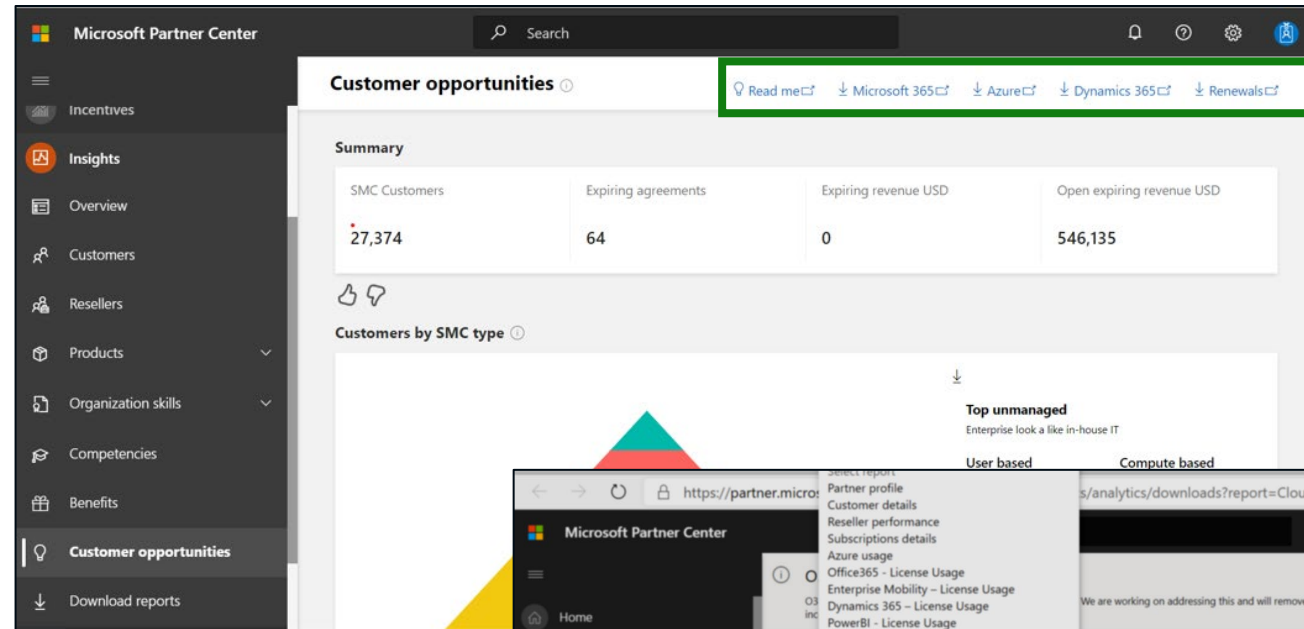 Microsoft Partner Center
Search
Customer opportunities
Read me
Microsoft 365
Azure
Dynamics 365
Renewals
Incentives
Insights
Overview
Customers
Resellers
Products
Organization skills
Competencies
Benefits
Customer opportunities
Download reports
Summary
SMC Customers
Expiring agreements
Expiring revenue USD
Open expiring revenue USD
27,374
64
0
546,135
Customers by SMC type
Top unmanaged
Enterprise look a like in-house IT
User based
Compute based
https://partner.micros
s/analytics/downloads?report=Clou
Microsoft Partner Center
Home
Select report
Partner profile
Customer details
Reseller performance
Subscriptions details
Azure usage
Office365 - License Usage
Enterprise Mobility – License Usage
Dynamics 365 – License Usage
PowerBI - License Usage
O
O3
inc
We are working on addressing this and will remove